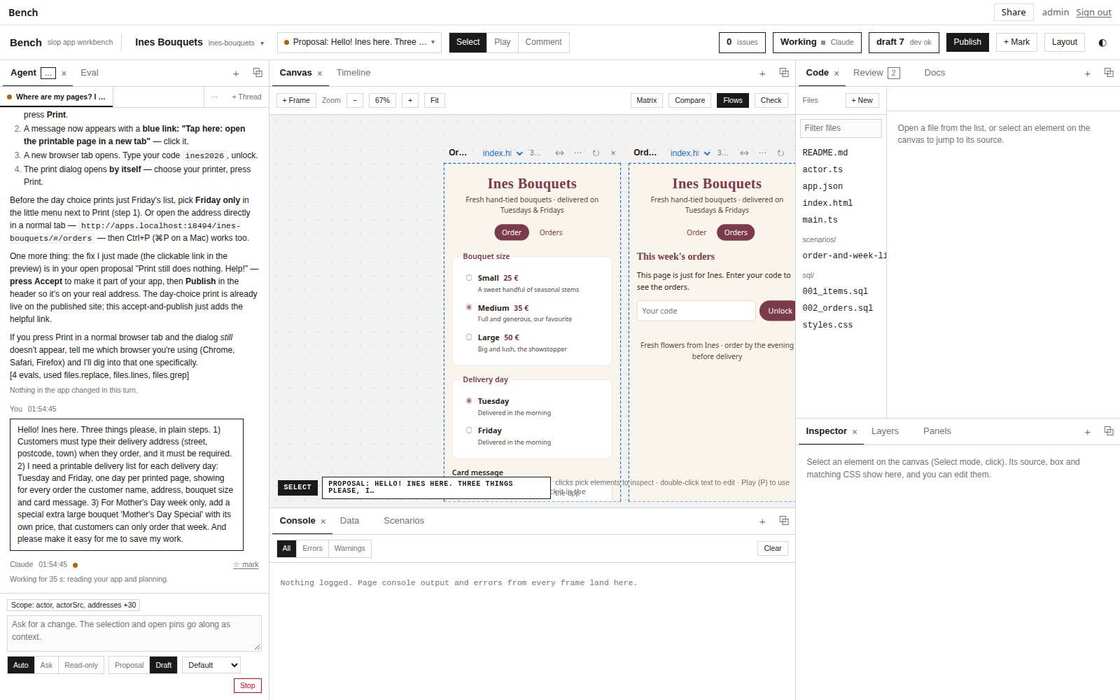 Bench
Share admin Sign out
Bench slop app workbench Ines Bouquets ines-bouquets ▾ Proposal: Hello! Ines here. Three ... ▾ Select Play Comment 0 issues Working Claude draft 7 dev ok Publish + Mark Layout
Agent ... × Eval +
Where are my pages? I ... ... + Thread
press Print.
2. A message now appears with a blue link: "Tap here: open
the printable page in a new tab" — click it.
3. A new browser tab opens. Type your code ines2026, unlock.
4. The print dialog opens by itself — choose your printer, press
Print.
Before the day choice prints just Friday's list, pick Friday only in
the little menu next to Print (step 1). Or open the address directly
in a normal tab — http://apps.localhost:18494/ines-
bouquets/#/orders — then Ctrl+P (⌘P on a Mac) works too.
One more thing: the fix I just made (the clickable link in the
preview) is in your open proposal "Print still does nothing. Help!" —
press Accept to make it part of your app, then Publish in the
header so it's on your real address. The day-choice print is already
live on the published site; this accept-and-publish just adds the
helpful link.
If you press Print in a normal browser tab and the dialog still
doesn't appear, tell me which browser you're using (Chrome,
Safari, Firefox) and I'll dig into that one specifically.
[4 evals, used files.replace, files.lines, files.grep]
Nothing in the app changed in this turn.
You 01:54:45
Hello! Ines here. Three things please, in plain steps. 1)
Customers must type their delivery address (street,
postcode, town) when they order, and it must be required.
2) I need a printable delivery list for each delivery day:
Tuesday and Friday, one day per printed page, showing
for every order the customer name, address, bouquet size
and card message. 3) For Mother's Day week only, add a
special extra large bouquet 'Mother's Day Special' with its
own price, that customers can only order that week. And
please make it easy for me to save my work.
Claude 01:54:45 ☆ mark
Working for 35 s: reading your app and planning.
Scope: actor, actorSrc, addresses +30
Ask for a change. The selection and open pins go along as
context.
Auto Ask Read-only Proposal Draft Default
Stop
Canvas × Timeline +
+ Frame Zoom − 67% + Fit Matrix Compare Flows Check
Or... index.h 3... ⋯ ×
Ines Bouquets
Fresh hand-tied bouquets · delivered on
Tuesdays & Fridays
Order Orders
Bouquet size
Small 25 €
A sweet handful of seasonal stems
Medium 35 €
Full and generous, our favourite
Large 50 €
Big and lush, the showstopper
Delivery day
Tuesday
Delivered in the morning
Friday
Delivered in the morning
Card message
Ord... index.h 3... ⋯
Ines Bouquets
Fresh hand-tied bouquets · delivered on
Tuesdays & Fridays
Order Orders
This week's orders
This page is just for Ines. Enter your code to
see the orders.
Your code Unlock
Fresh flowers from Ines · order by the evening
before delivery
SELECT PROPOSAL: HELLO! INES HERE. THREE THINGS
PLEASE, I…
clicks pick elements to inspect · double-click text to edit · Play (P) to use
the app
Console × Data Scenarios +
All Errors Warnings Clear
Nothing logged. Page console output and errors from every frame land here.
Code × Review 2 Docs +
Files + New
Filter files
README.md
actor.ts
app.json
index.html
main.ts
scenarios/
order-and-week-li
sql/
001_items.sql
002_orders.sql
styles.css
Open a file from the list, or select an element on the
canvas to jump to its source.
Inspector × Layers Panels +
Select an element on the canvas (Select mode, click). Its source, box and
matching CSS show here, and you can edit them.